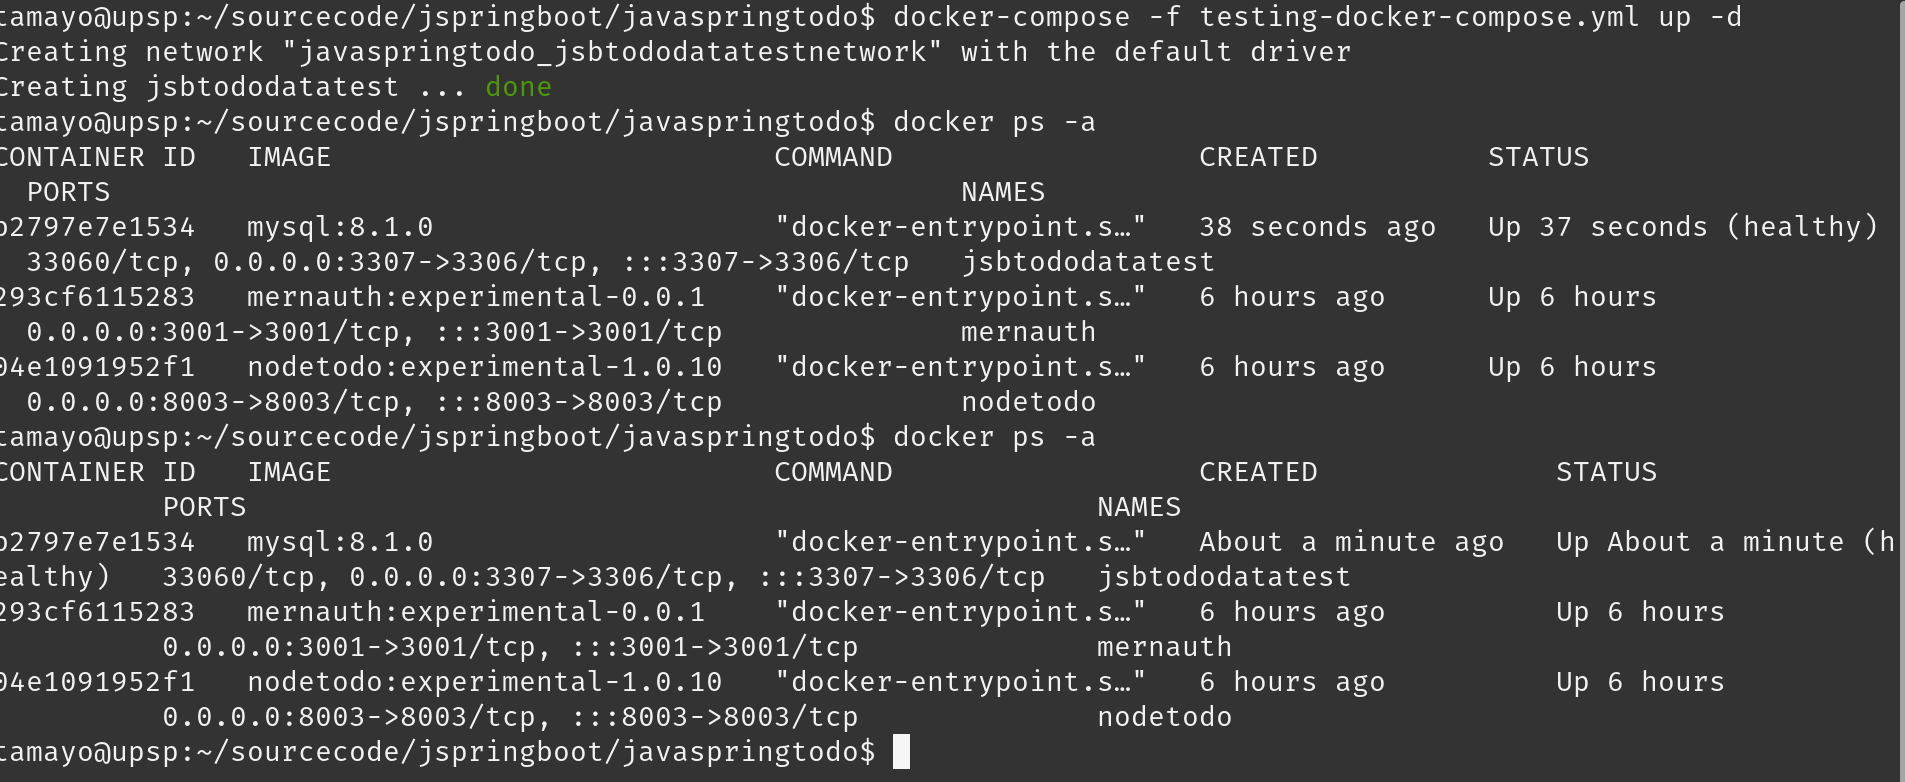 tamayo@upsp:~/sourcecode/jspringboot/javaspringtodo$ docker-compose -f testing-docker-compose.yml up -d
Creating network "javaspringtodo_jsbtododatatestnetwork" with the default driver
Creating jsbtododatatest ... done
tamayo@upsp:~/sourcecode/jspringboot/javaspringtodo$ docker ps -a
CONTAINER ID   IMAGE                          COMMAND                  CREATED          STATUS
  PORTS                                                  NAMES
b2797e7e1534   mysql:8.1.0                    "docker-entrypoint.s…"   38 seconds ago   Up 37 seconds (healthy)
  33060/tcp, 0.0.0.0:3307->3306/tcp, :::3307->3306/tcp   jsbtododatatest
293cf6115283   mernauth:experimental-0.0.1    "docker-entrypoint.s…"   6 hours ago      Up 6 hours
  0.0.0.0:3001->3001/tcp, :::3001->3001/tcp              mernauth
04e1091952f1   nodetodo:experimental-1.0.10   "docker-entrypoint.s…"   6 hours ago      Up 6 hours
  0.0.0.0:8003->8003/tcp, :::8003->8003/tcp              nodetodo
tamayo@upsp:~/sourcecode/jspringboot/javaspringtodo$ docker ps -a
CONTAINER ID   IMAGE                          COMMAND                  CREATED              STATUS
          PORTS                                                  NAMES
b2797e7e1534   mysql:8.1.0                    "docker-entrypoint.s…"   About a minute ago   Up About a minute (h
ealthy)   33060/tcp, 0.0.0.0:3307->3306/tcp, :::3307->3306/tcp   jsbtododatatest
293cf6115283   mernauth:experimental-0.0.1    "docker-entrypoint.s…"   6 hours ago          Up 6 hours
          0.0.0.0:3001->3001/tcp, :::3001->3001/tcp              mernauth
04e1091952f1   nodetodo:experimental-1.0.10   "docker-entrypoint.s…"   6 hours ago          Up 6 hours
          0.0.0.0:8003->8003/tcp, :::8003->8003/tcp              nodetodo
tamayo@upsp:~/sourcecode/jspringboot/javaspringtodo$